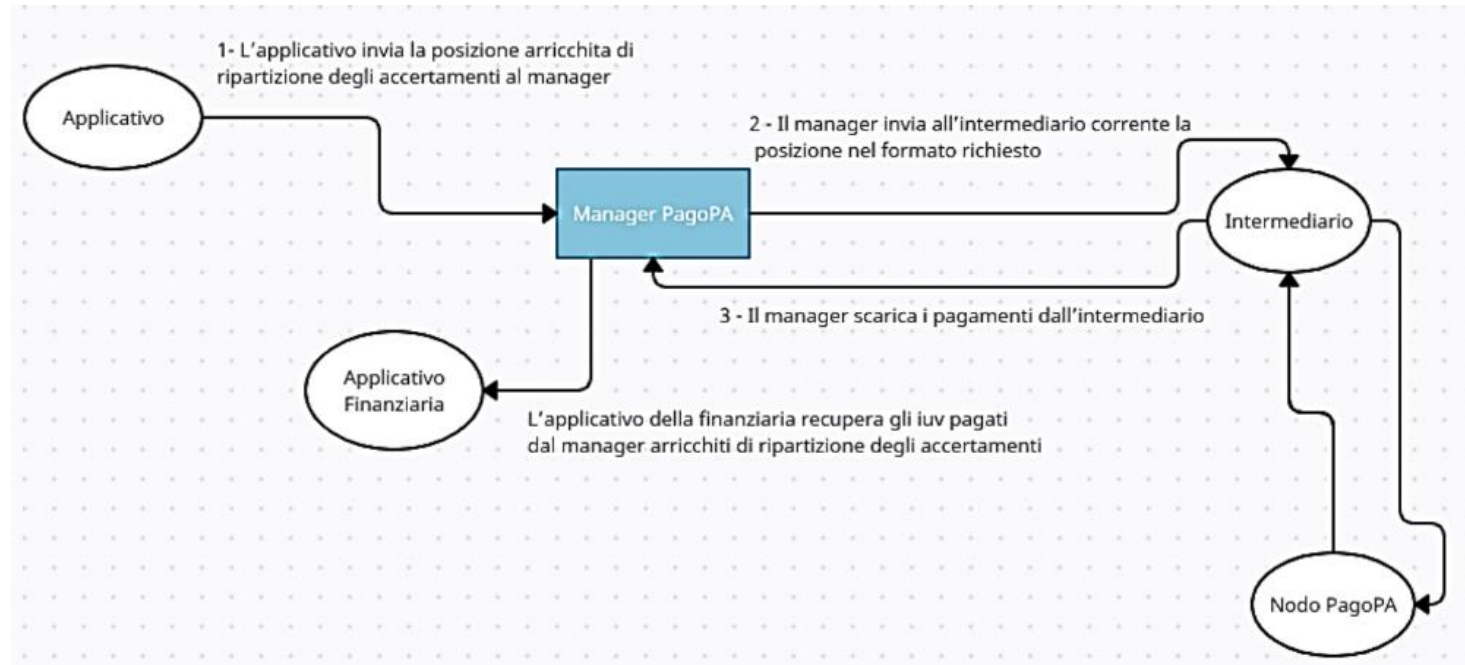 1- L'applicativo invia la posizione arricchita di
ripartizione degli accertamenti al manager
Applicativo
2 - Il manager invia all'intermediario corrente la
posizione nel formato richiesto
Manager PagoPA
Intermediario
3 - Il manager scarica i pagamenti dall'intermediario
Applicativo
Finanziaria
L'applicativo della finanziaria recupera gli iuv pagati
dal manager arricchiti di ripartizione degli accertamenti
Nodo PagoPA